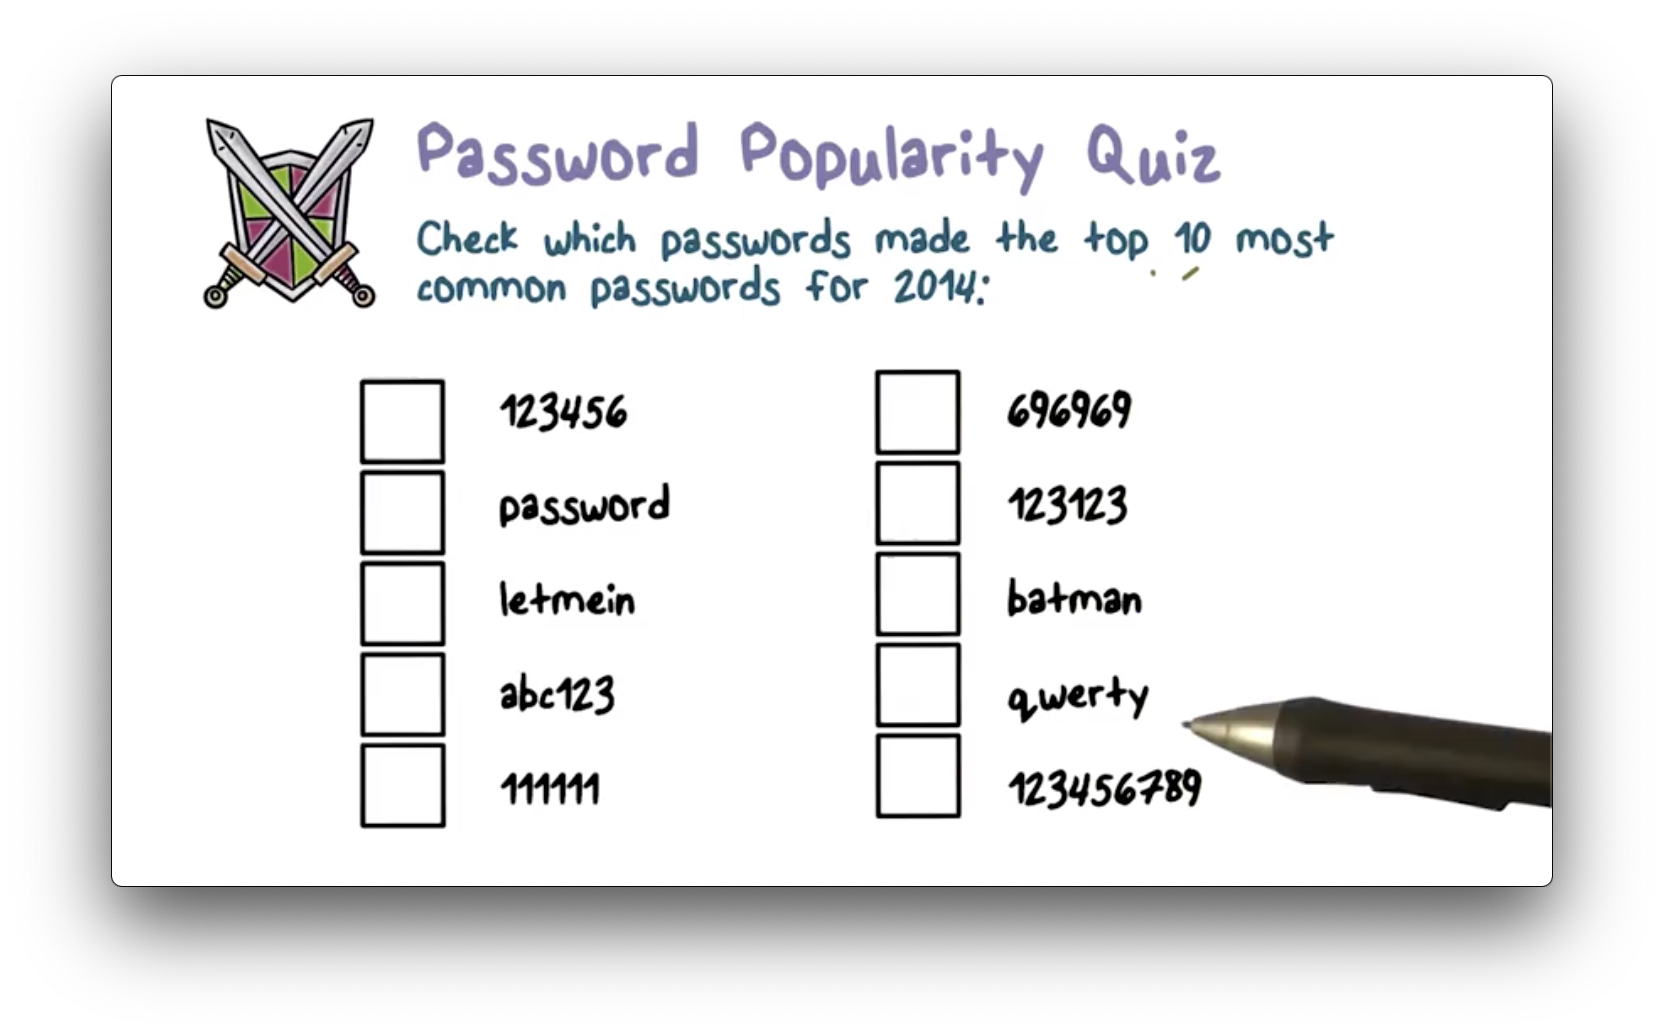 Password Popularity Quiz
Check which passwords made the top 10 most
common passwords for 2014:
123456
password
letmein
abc123
111111
696969
123123
batman
qwerty
123456789